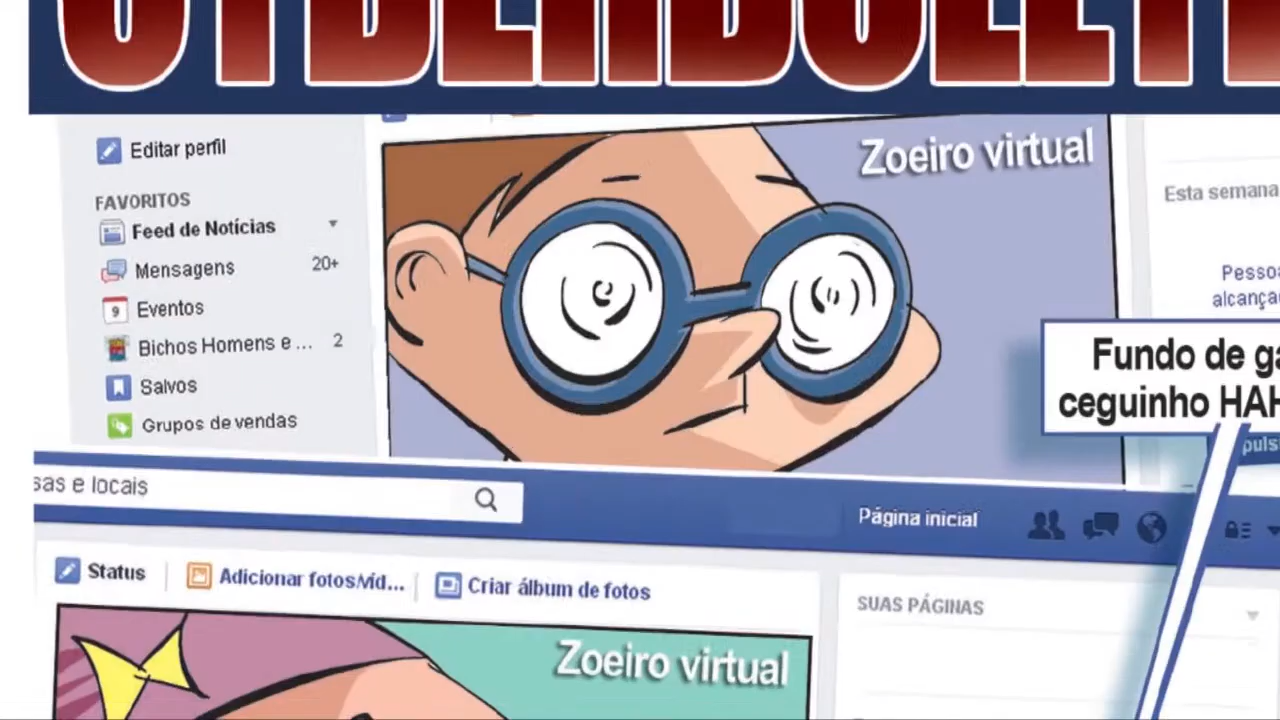 Editar perfil
FAVORITOS
Feed de Notícias
Mensagens 20+
Eventos
9
Bichos Homens e ... 2
Salvos
Grupos de vendas
Zoeiro virtual
Esta semana
Fundo de
ceguinho
sas e locais
Página inicial
Status
Adicionar fotos/víd...
Criar álbum de fotos
SUAS PÁGINAS
Zoeiro virtual